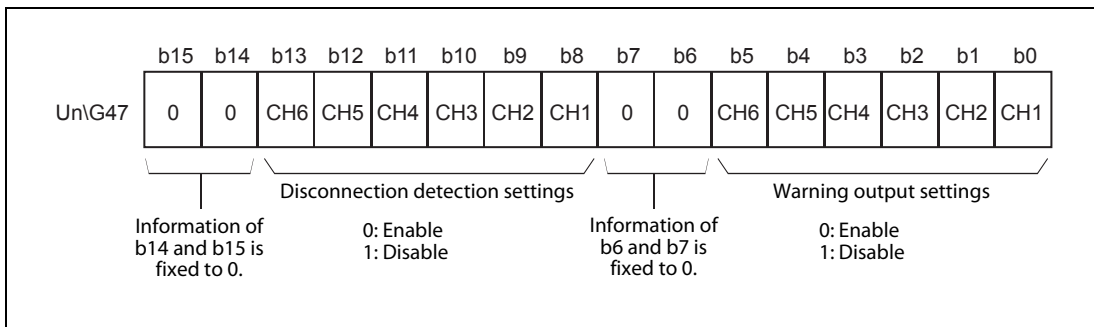 b15 b14 b13 b12 b11 b10 b9 b8 b7 b6 b5 b4 b3 b2 b1 b0
Un\G47 0 0 CH6 CH5 CH4 CH3 CH2 CH1 0 0 CH6 CH5 CH4 CH3 CH2 CH1
Information of
b14 and b15 is
fixed to 0.
Disconnection detection settings
0: Enable
1: Disable
Information of
b6 and b7 is
fixed to 0.
Warning output settings
0: Enable
1: Disable